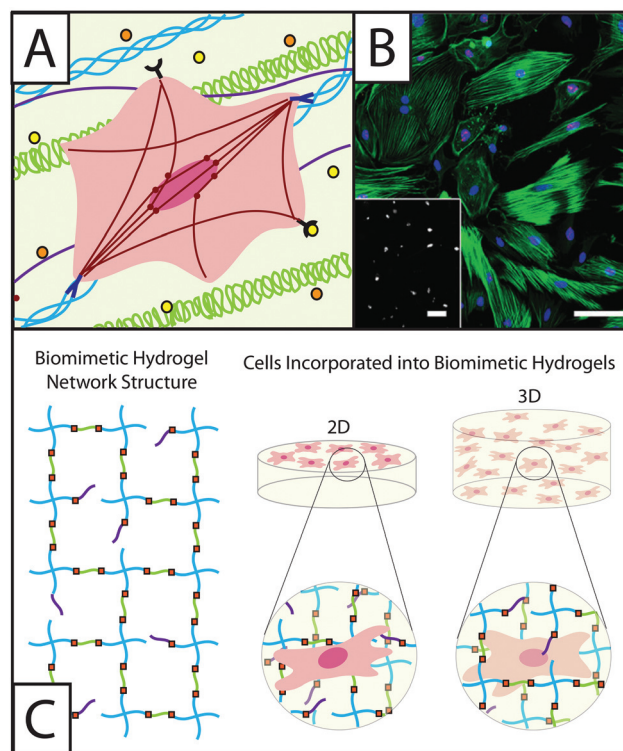 A
B
Biomimetic Hydrogel
Network Structure
Cells Incorporated into Biomimetic Hydrogels
2D
3D
C